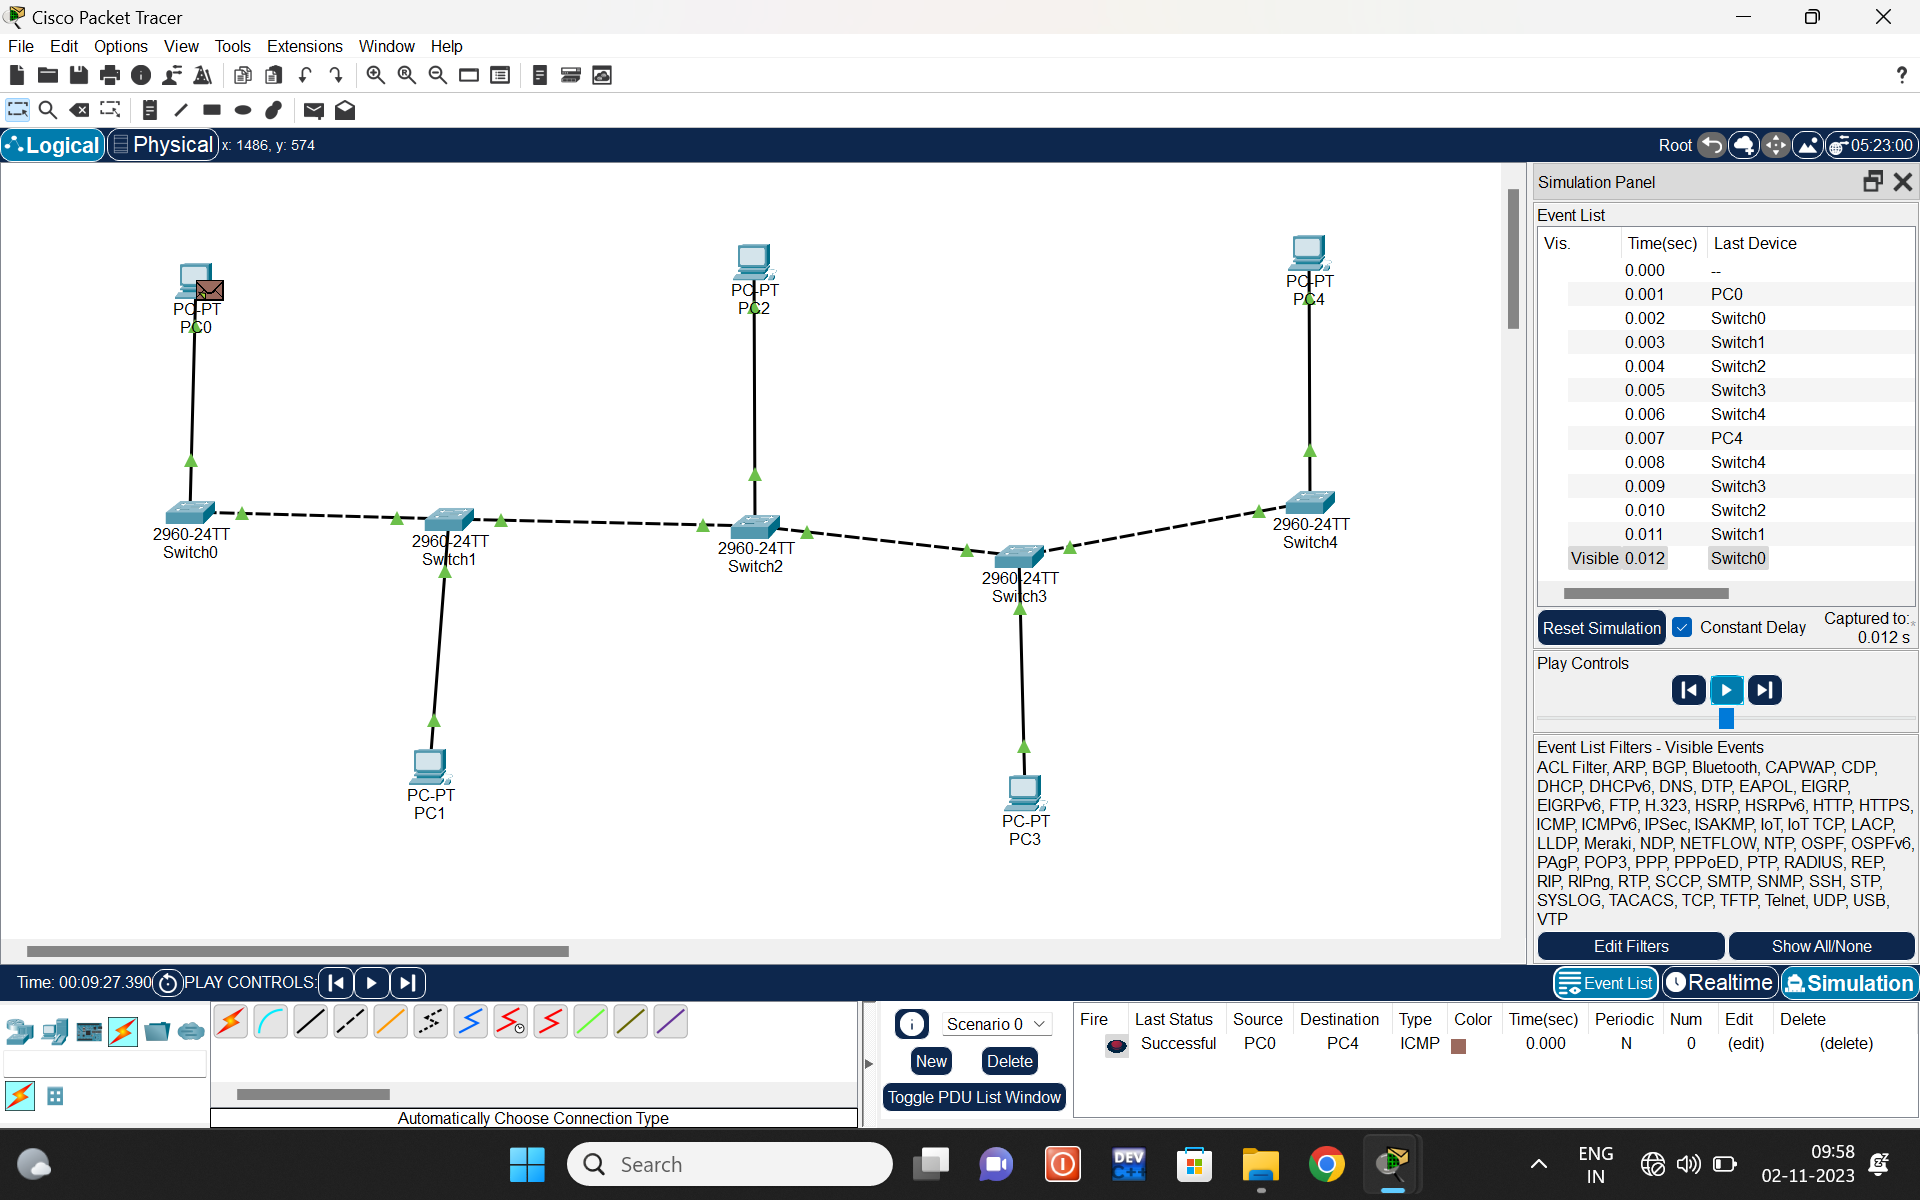 Cisco Packet Tracer
File Edit Options View Tools Extensions Window Help
Logical Physical x: 1486, y: 574 Root 05:23:00
PC-PT
PC0
PC-PT
PC2
PC-PT
PC4
2960-24TT
Switch0
2960-24TT
Switch1
2960-24TT
Switch2
2960-24TT
Switch3
2960-24TT
Switch4
PC-PT
PC1
PC-PT
PC3
Simulation Panel
Event List
Vis. Time(sec) Last Device
0.000 --
0.001 PC0
0.002 Switch0
0.003 Switch1
0.004 Switch2
0.005 Switch3
0.006 Switch4
0.007 PC4
0.008 Switch4
0.009 Switch3
0.010 Switch2
0.011 Switch1
Visible 0.012 Switch0
Reset Simulation Constant Delay Captured to:*
0.012 s
Play Controls
Event List Filters - Visible Events
ACL Filter, ARP, BGP, Bluetooth, CAPWAP, CDP,
DHCP, DHCPv6, DNS, DTP, EAPOL, EIGRP,
EIGRPv6, FTP, H.323, HSRP, HSRPv6, HTTP, HTTPS,
ICMP, ICMPv6, IPSec, ISAKMP, IoT, IoT TCP, LACP,
LLDP, Meraki, NDP, NETFLOW, NTP, OSPF, OSPFv6,
PAgP, POP3, PPP, PPPoED, PTP, RADIUS, REP,
RIP, RIPng, RTP, SCCP, SMTP, SNMP, SSH, STP,
SYSLOG, TACACS, TCP, TFTP, Telnet, UDP, USB,
VTP
Edit Filters Show All/None
Time: 00:09:27.390 PLAY CONTROLS: Event List Realtime Simulation
Automatically Choose Connection Type
Scenario 0
New Delete
Toggle PDU List Window
Fire Last Status Source Destination Type Color Time(sec) Periodic Num Edit Delete
Successful PC0 PC4 ICMP 0.000 N 0 (edit) (delete)
Search
DEV
C++
ENG
IN
09:58
02-11-2023